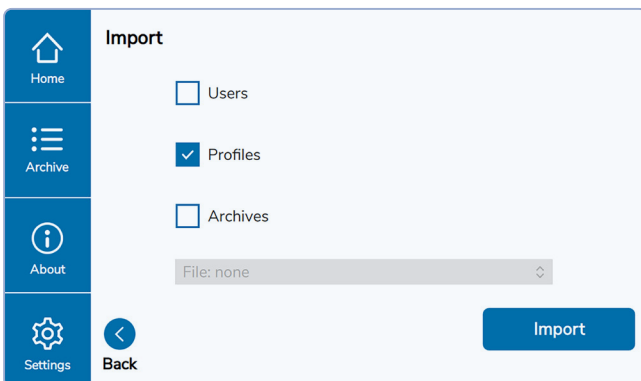 Import
Home
Users
Archive
Profiles
Archives
About
File: none
Import
Settings
Back